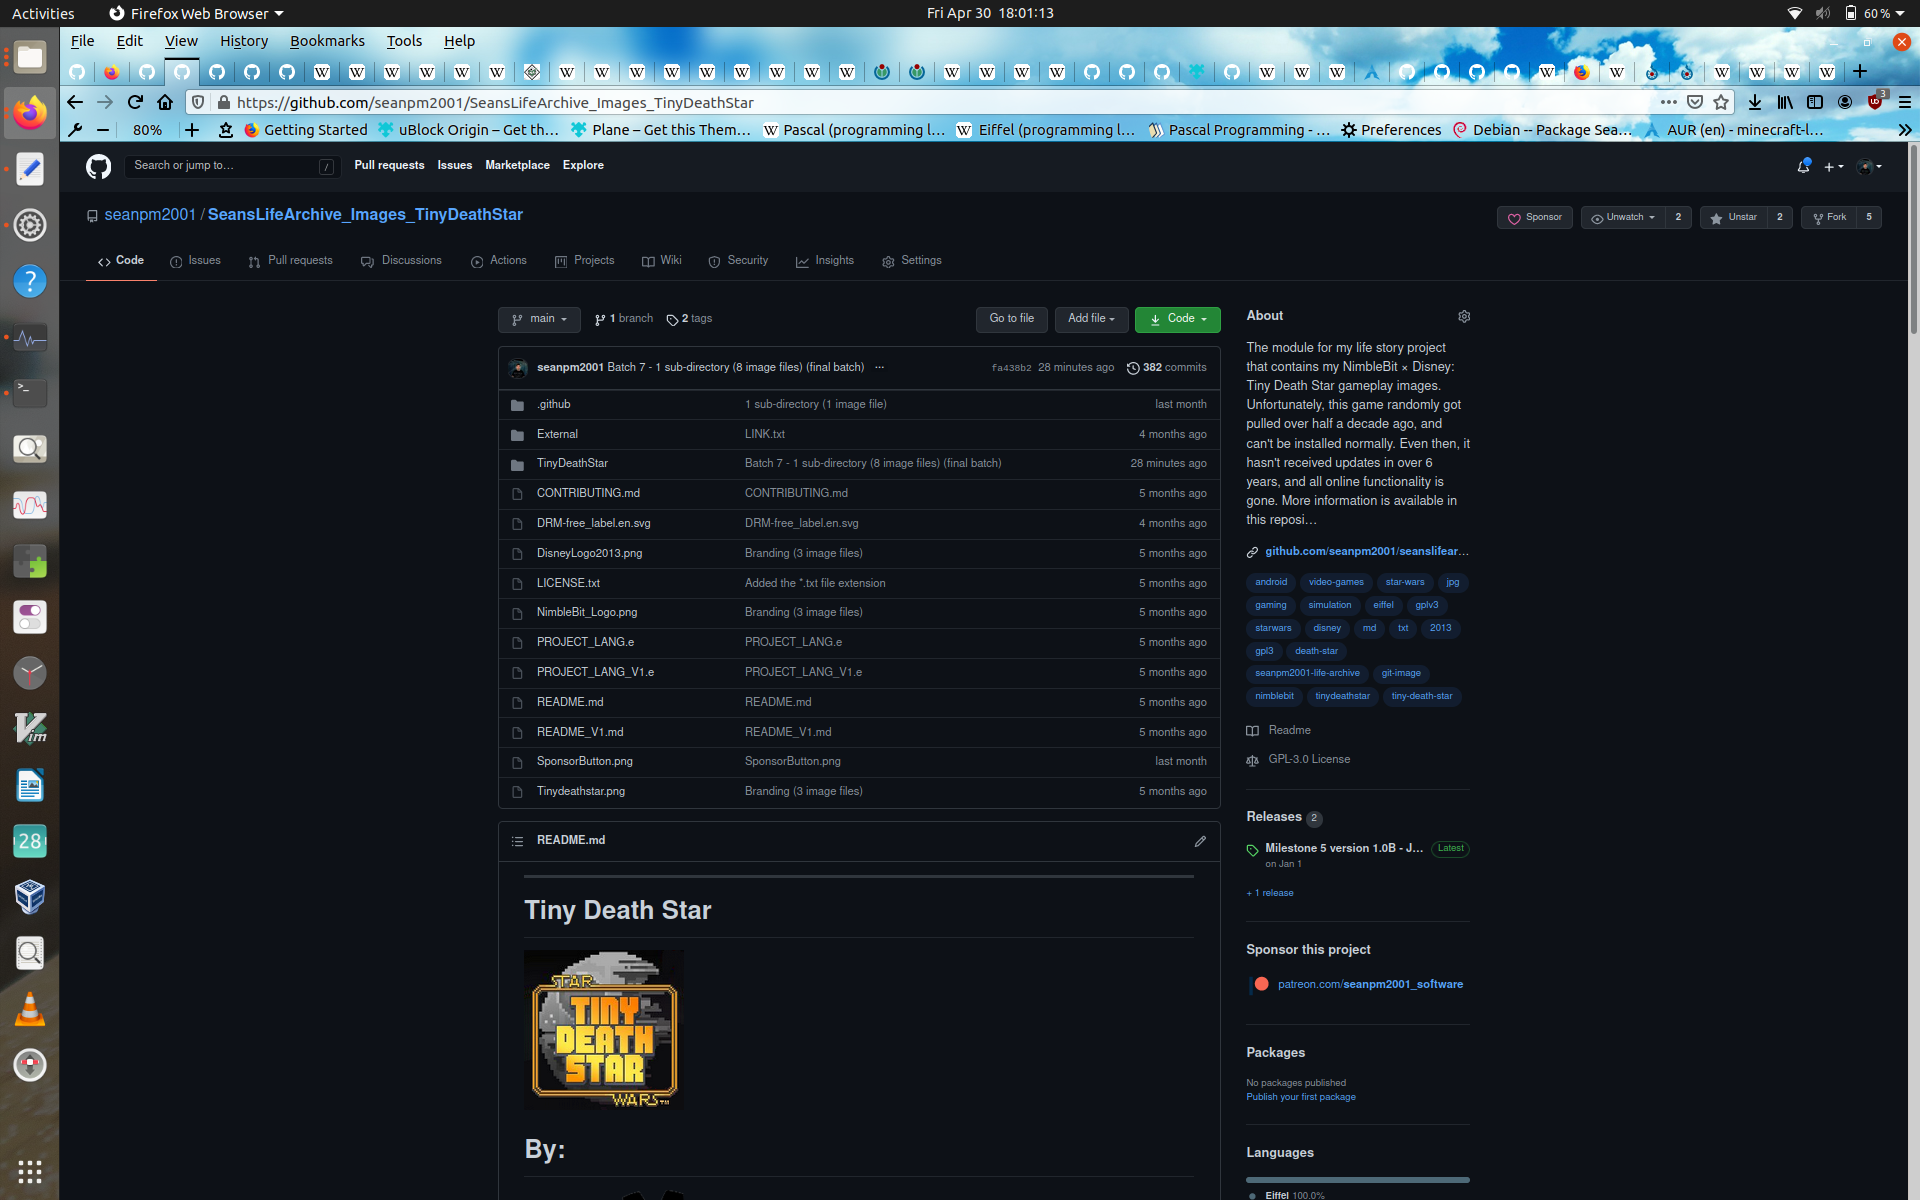 Activities
Firefox Web Browser
Fri Apr 30 18:01:13
60 %
File Edit View History Bookmarks Tools Help
https://github.com/seanpm2001/SeansLifeArchive_Images_TinyDeathStar
3
80%
Getting Started
uBlock Origin – Get th…
Plane – Get this Them…
Pascal (programming l…
Eiffel (programming l…
Pascal Programming - …
Preferences
Debian -- Package Sea…
AUR (en) - minecraft-l…
Search or jump to…
/
Pull requests Issues Marketplace Explore
seanpm2001 / SeansLifeArchive_Images_TinyDeathStar
Sponsor
Unwatch 2
Unstar 2
Fork 5
Code Issues Pull requests Discussions Actions Projects Wiki Security Insights Settings
main
1 branch
2 tags
Go to file
Add file
Code
seanpm2001 Batch 7 - 1 sub-directory (8 image files) (final batch) ... fa438b2 28 minutes ago 382 commits
.github 1 sub-directory (1 image file) last month
External LINK.txt 4 months ago
TinyDeathStar Batch 7 - 1 sub-directory (8 image files) (final batch) 28 minutes ago
CONTRIBUTING.md CONTRIBUTING.md 5 months ago
DRM-free_label.en.svg DRM-free_label.en.svg 4 months ago
DisneyLogo2013.png Branding (3 image files) 5 months ago
LICENSE.txt Added the *.txt file extension 5 months ago
NimbleBit_Logo.png Branding (3 image files) 5 months ago
PROJECT_LANG.e PROJECT_LANG.e 5 months ago
PROJECT_LANG_V1.e PROJECT_LANG_V1.e 5 months ago
README.md README.md 5 months ago
README_V1.md README_V1.md 5 months ago
SponsorButton.png SponsorButton.png last month
Tinydeathstar.png Branding (3 image files) 5 months ago
README.md
Tiny Death Star
STAR
TINY
DEATH
STAR
WARS™
By:
About
The module for my life story project
that contains my NimbleBit × Disney:
Tiny Death Star gameplay images.
Unfortunately, this game randomly got
pulled over half a decade ago, and
can't be installed normally. Even then, it
hasn't received updates in over 6
years, and all online functionality is
gone. More information is available in
this reposi…
github.com/seanpm2001/seanslifear…
android video-games star-wars jpg
gaming simulation eiffel gplv3
starwars disney md txt 2013
gpl3 death-star
seanpm2001-life-archive git-image
nimblebit tinydeathstar tiny-death-star
Readme
GPL-3.0 License
Releases 2
Milestone 5 version 1.0B - J… Latest
on Jan 1
+ 1 release
Sponsor this project
patreon.com/seanpm2001_software
Packages
No packages published
Publish your first package
Languages
Eiffel 100.0%
28